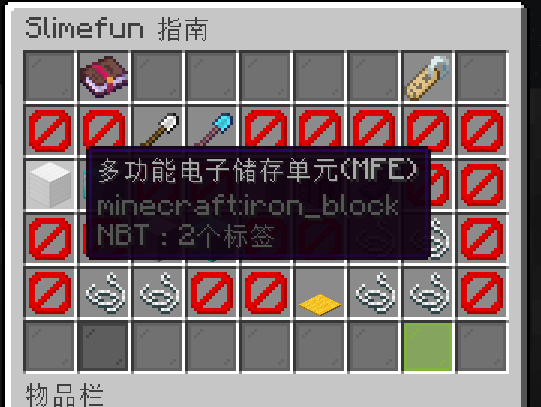 Slimefun 指南
多功能电子储存单元(MFE)
minecraft:iron_block
NBT：2个标签
物品栏